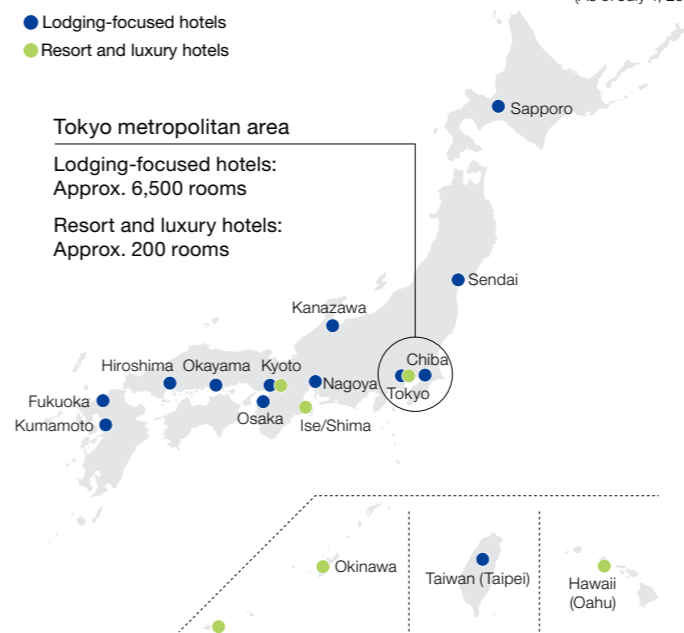 Lodging-focused hotels
Resort and luxury hotels
Sapporo
Tokyo metropolitan area
Lodging-focused hotels:
Approx. 6,500 rooms
Resort and luxury hotels:
Approx. 200 rooms
Sendai
Kanazawa
Chiba
Hiroshima
Okayama
Kyoto
Nagoya
Tokyo
Fukuoka
Osaka
Kumamoto
Ise/Shima
Okinawa
Taiwan (Taipei)
Hawaii
(Oahu)